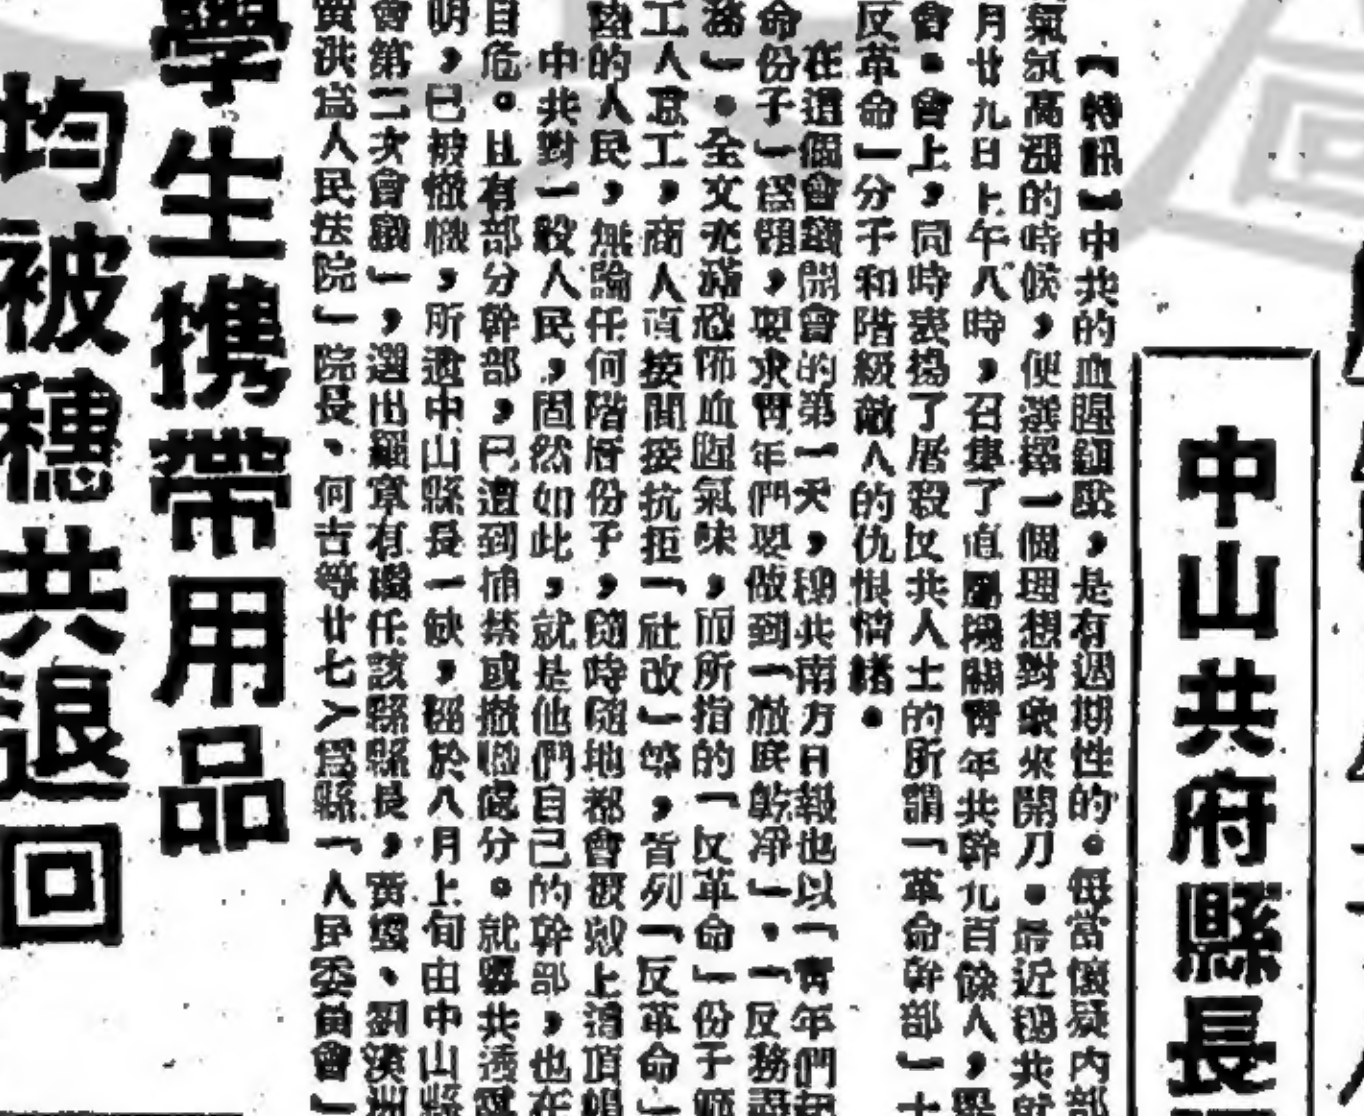 中山共府縣長
【特訊】中共的血腥鎮壓，是有週期性的。每當懷疑內部
氣氛高漲的時候，便選擇一個理想對象來開刀。最近穗共
月廿九日上午八時，召集了直屬機關青年共幹九百餘人，
會。會上，同時表揚了屠殺反共人士的所謂「革命幹部」
反革命」分子和階級敵人的仇恨情緒。
在這個會議開會的第一天，穗共南方日報也以「青年們
命份子」為題，要求青年們要做到「澈底乾淨」，「反
務」。全文充滿恐怖血腥氣味，而所指的「反革命」份子
工人怠工，商人直接間接抗拒「社改」等，皆列「反革命」
陸的人民，無論任何階層份子，隨時隨地都會被扣上這頂帽
中共對一般人民，固然如此，就是他們自己的幹部，也在
自危。且有部分幹部，已遭到捕禁或撤職處分。就粵共透
明，已被撤職，所遺中山縣長一缺，經於八月上旬由中山縣
會第二次會議」，選出羅章有繼任該縣縣長，黃
賀洪為人民法院」院長、何吉等廿七人為縣「人民委員會」
學生携帶用品
均被穗共退回